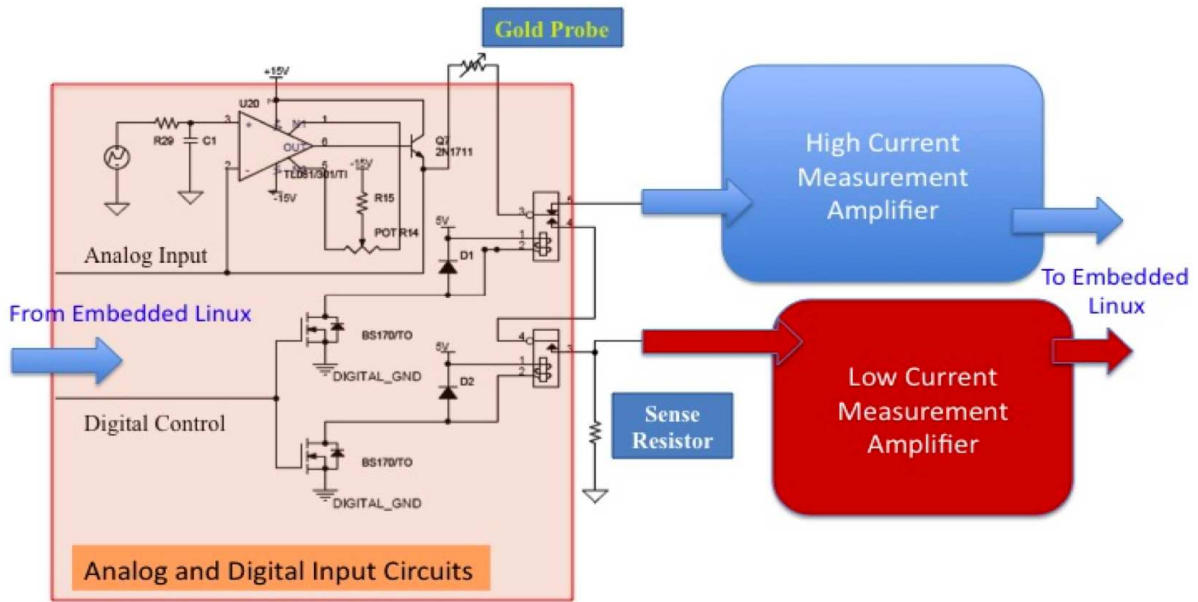 Gold Probe
+15V
U20
7
3
N1
1
R29
C1
OUT
6
Q7
2N1711
2
5
TL081/301/TI
-15V
-15V
R15
POT R14
Analog Input
5V
D1
3
5
4
1
2
High Current
Measurement
Amplifier
From Embedded Linux
To Embedded
Linux
BS170/TO
DIGITAL_GND
5V
D2
4
3
1
2
Digital Control
BS170/TO
DIGITAL_GND
Sense
Resistor
Low Current
Measurement
Amplifier
Analog and Digital Input Circuits